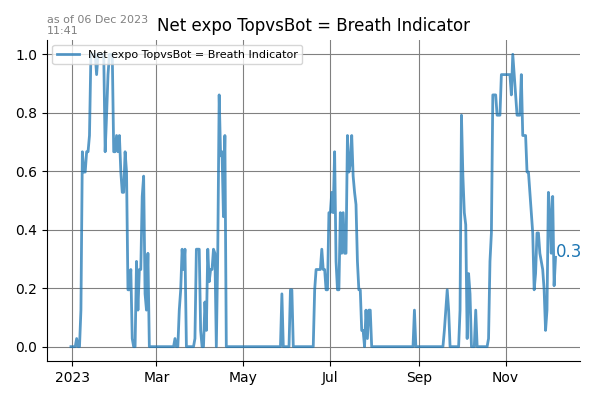 as of 06 Dec 2023
11:41
Net expo TopvsBot = Breath Indicator
Net expo TopvsBot = Breath Indicator
1.0
0.8
0.6
0.4
0.3
0.2
0.0
2023 Mar May Jul Sep Nov